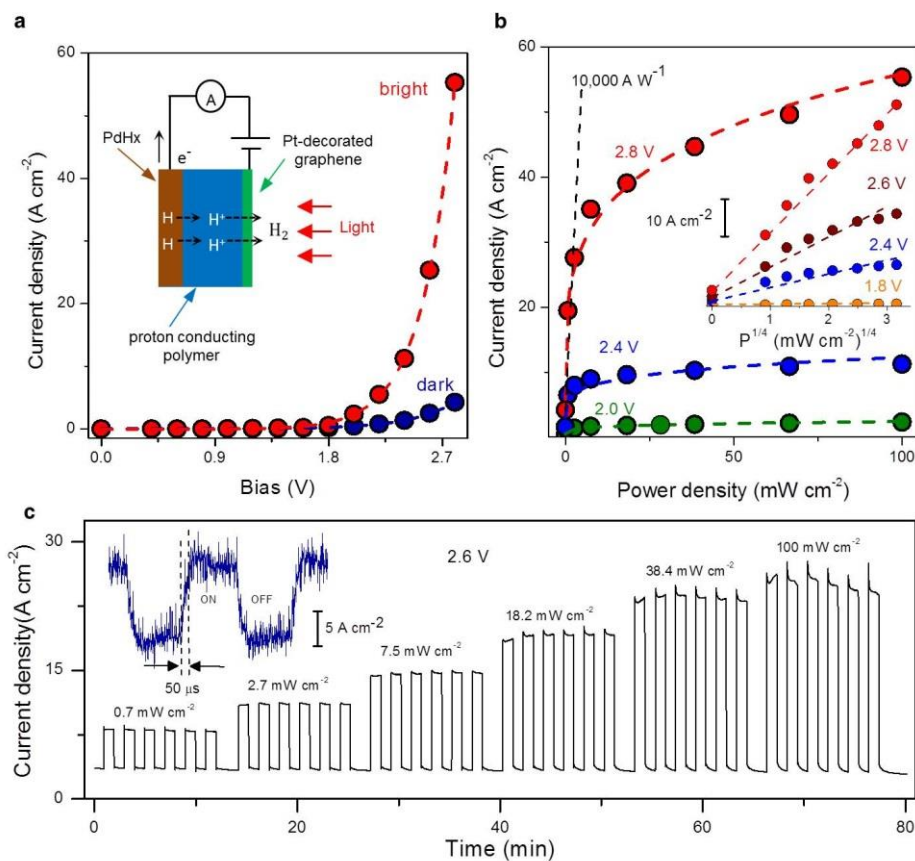 a
60
40
20
0
Current density (A cm⁻²)
0.0
0.9
1.8
2.7
Bias (V)
bright
dark
A
PdHx
e⁻
Pt-decorated
graphene
H
H⁺
H
H⁺
H₂
Light
proton conducting
polymer
b
60
40
20
0
Current density (A cm⁻²)
0
50
100
Power density (mW cm⁻²)
10,000 A W⁻¹
2.8 V
2.4 V
2.0 V
10 A cm⁻²
2.8 V
2.6 V
2.4 V
1.8 V
0
1
2
3
P¹ᐟ⁴ (mW cm⁻²)¹ᐟ⁴
c
30
15
0
Current density(A cm⁻²)
0
20
40
60
80
Time (min)
2.6 V
ON
OFF
5 A cm⁻²
50 µs
0.7 mW cm⁻²
2.7 mW cm⁻²
7.5 mW cm⁻²
18.2 mW cm⁻²
38.4 mW cm⁻²
100 mW cm⁻²